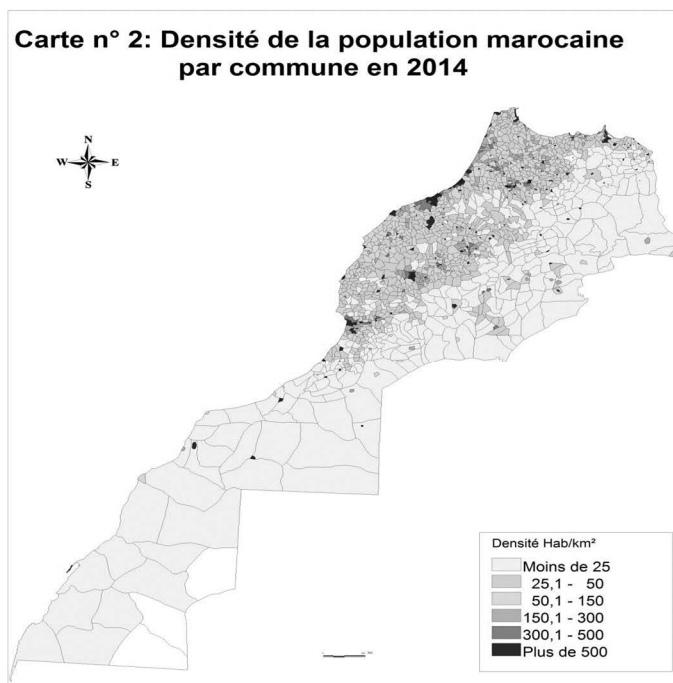 Carte n° 2: Densité de la population marocaine
par commune en 2014
N
W E
S
Densité Hab/km²
Moins de 25
25,1 - 50
50,1 - 150
150,1 - 300
300,1 - 500
Plus de 500